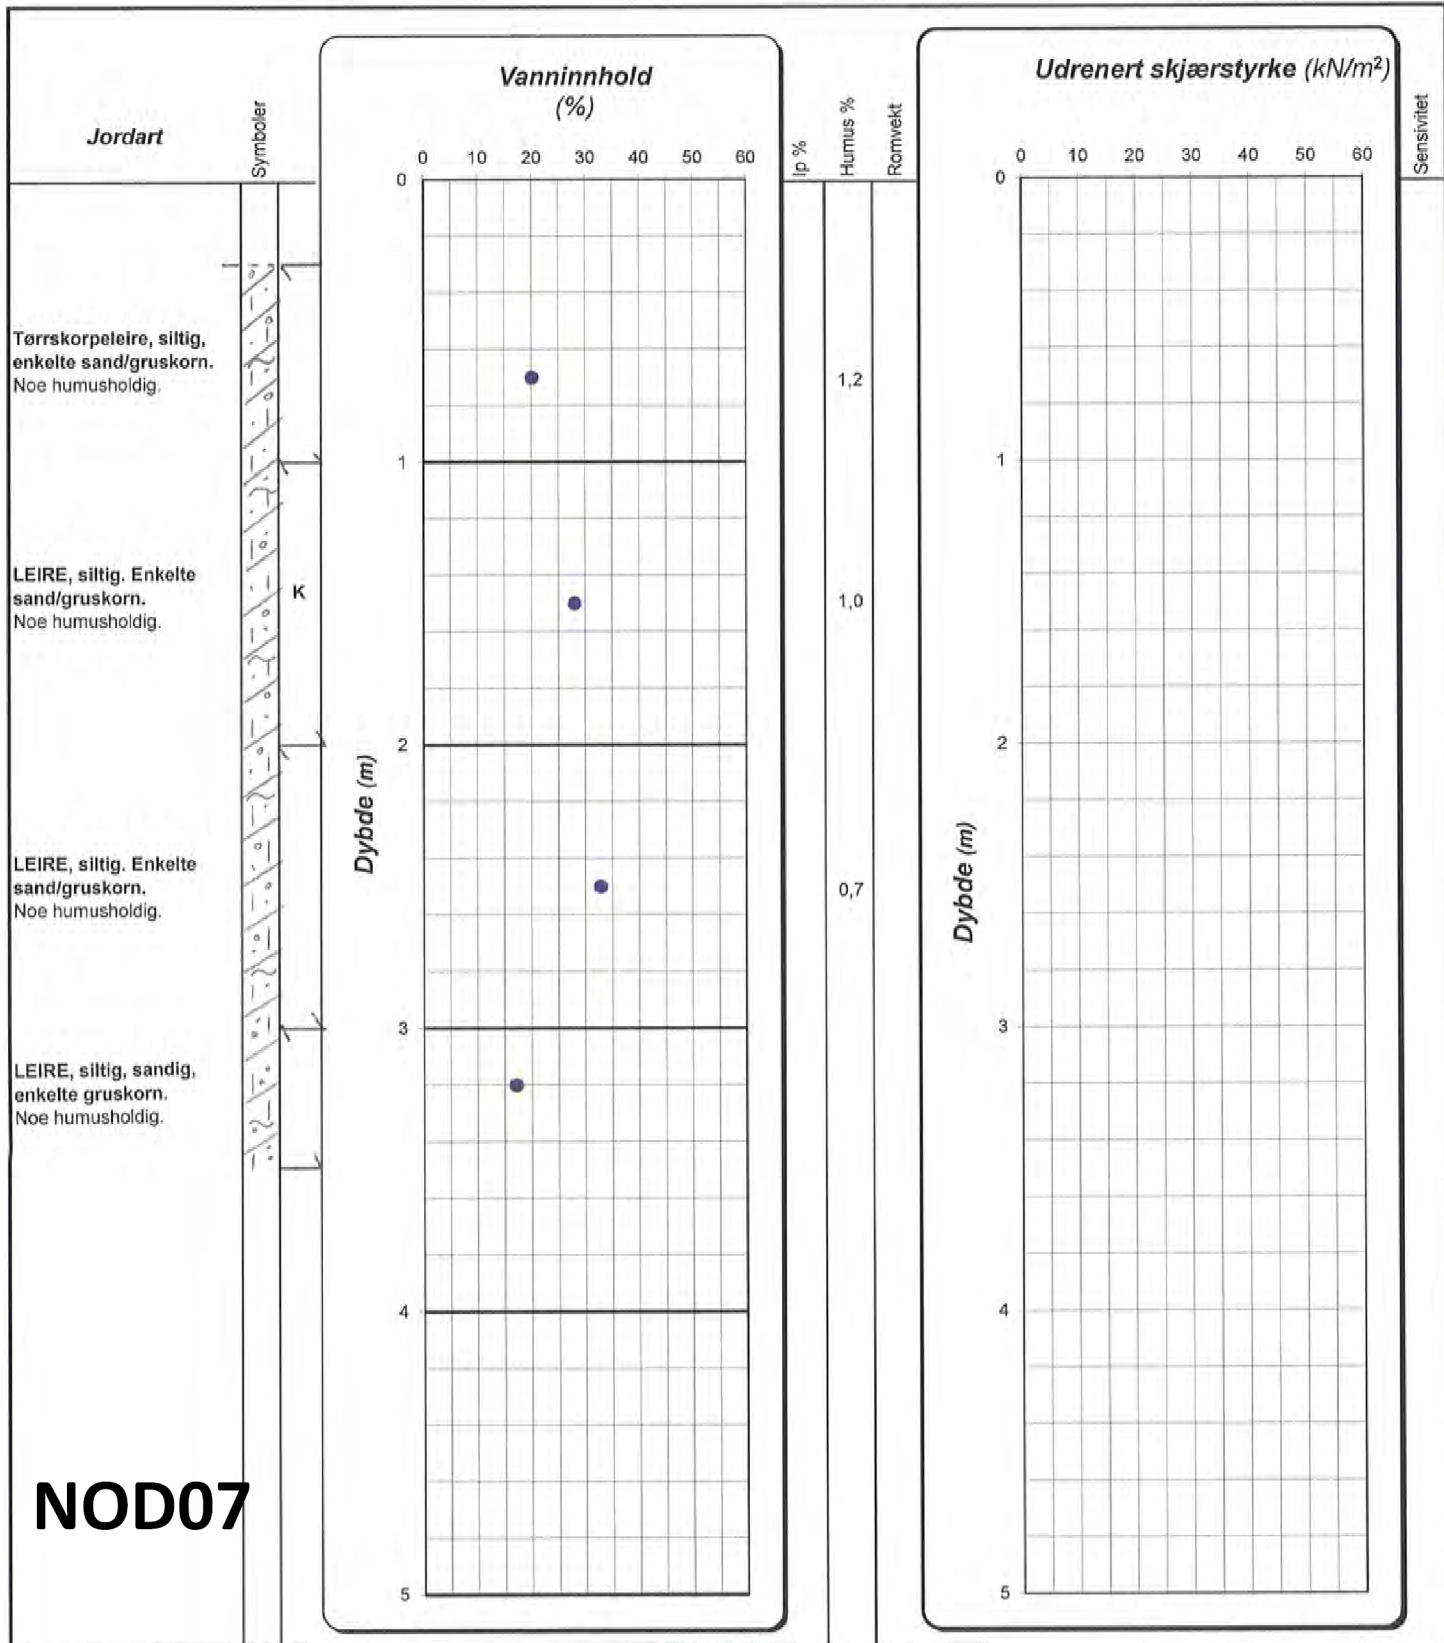 Jordart
Symboler
Vanninnhold
(%)
0 10 20 30 40 50 60
Ip %
Humus %
Romvekt
Udrenert skjærstyrke (kN/m²)
0 10 20 30 40 50 60
Sensivitet
0
0
Tørrskorpeleire, siltig,
enkelte sand/gruskorn.
Noe humusholdig.
1,2
1
1
LEIRE, siltig. Enkelte
sand/gruskorn.
Noe humusholdig.
K
1,0
2
2
Dybde (m)
Dybde (m)
LEIRE, siltig. Enkelte
sand/gruskorn.
Noe humusholdig.
0,7
3
3
LEIRE, siltig, sandig,
enkelte gruskorn.
Noe humusholdig.
4
4
NOD07
5
5